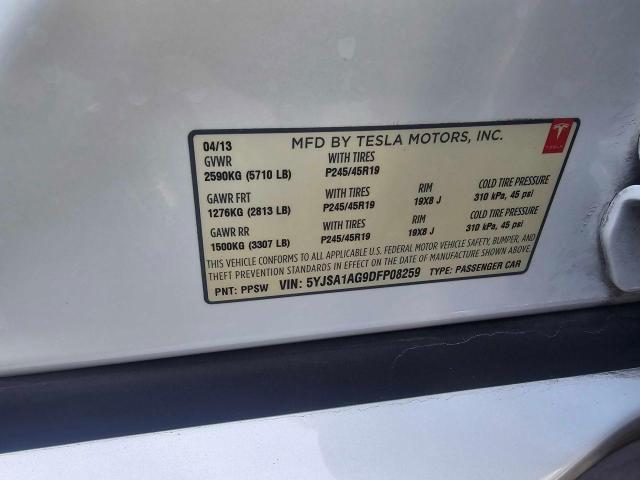 04/13 MFD BY TESLA MOTORS, INC. TESLA
GVWR WITH TIRES
2590KG (5710 LB) P245/45R19
GAWR FRT WITH TIRES RIM COLD TIRE PRESSURE
1276KG (2813 LB) P245/45R19 19X8 J 310 kPa, 45 psi
GAWR RR WITH TIRES RIM COLD TIRE PRESSURE
1500KG (3307 LB) P245/45R19 19X8 J 310 kPa, 45 psi
THIS VEHICLE CONFORMS TO ALL APPLICABLE U.S. FEDERAL MOTOR VEHICLE SAFETY, BUMPER, AND
THEFT PREVENTION STANDARDS IN EFFECT ON THE DATE OF MANUFACTURE SHOWN ABOVE.
PNT: PPSW VIN: 5YJSA1AG9DFP08259 TYPE: PASSENGER CAR